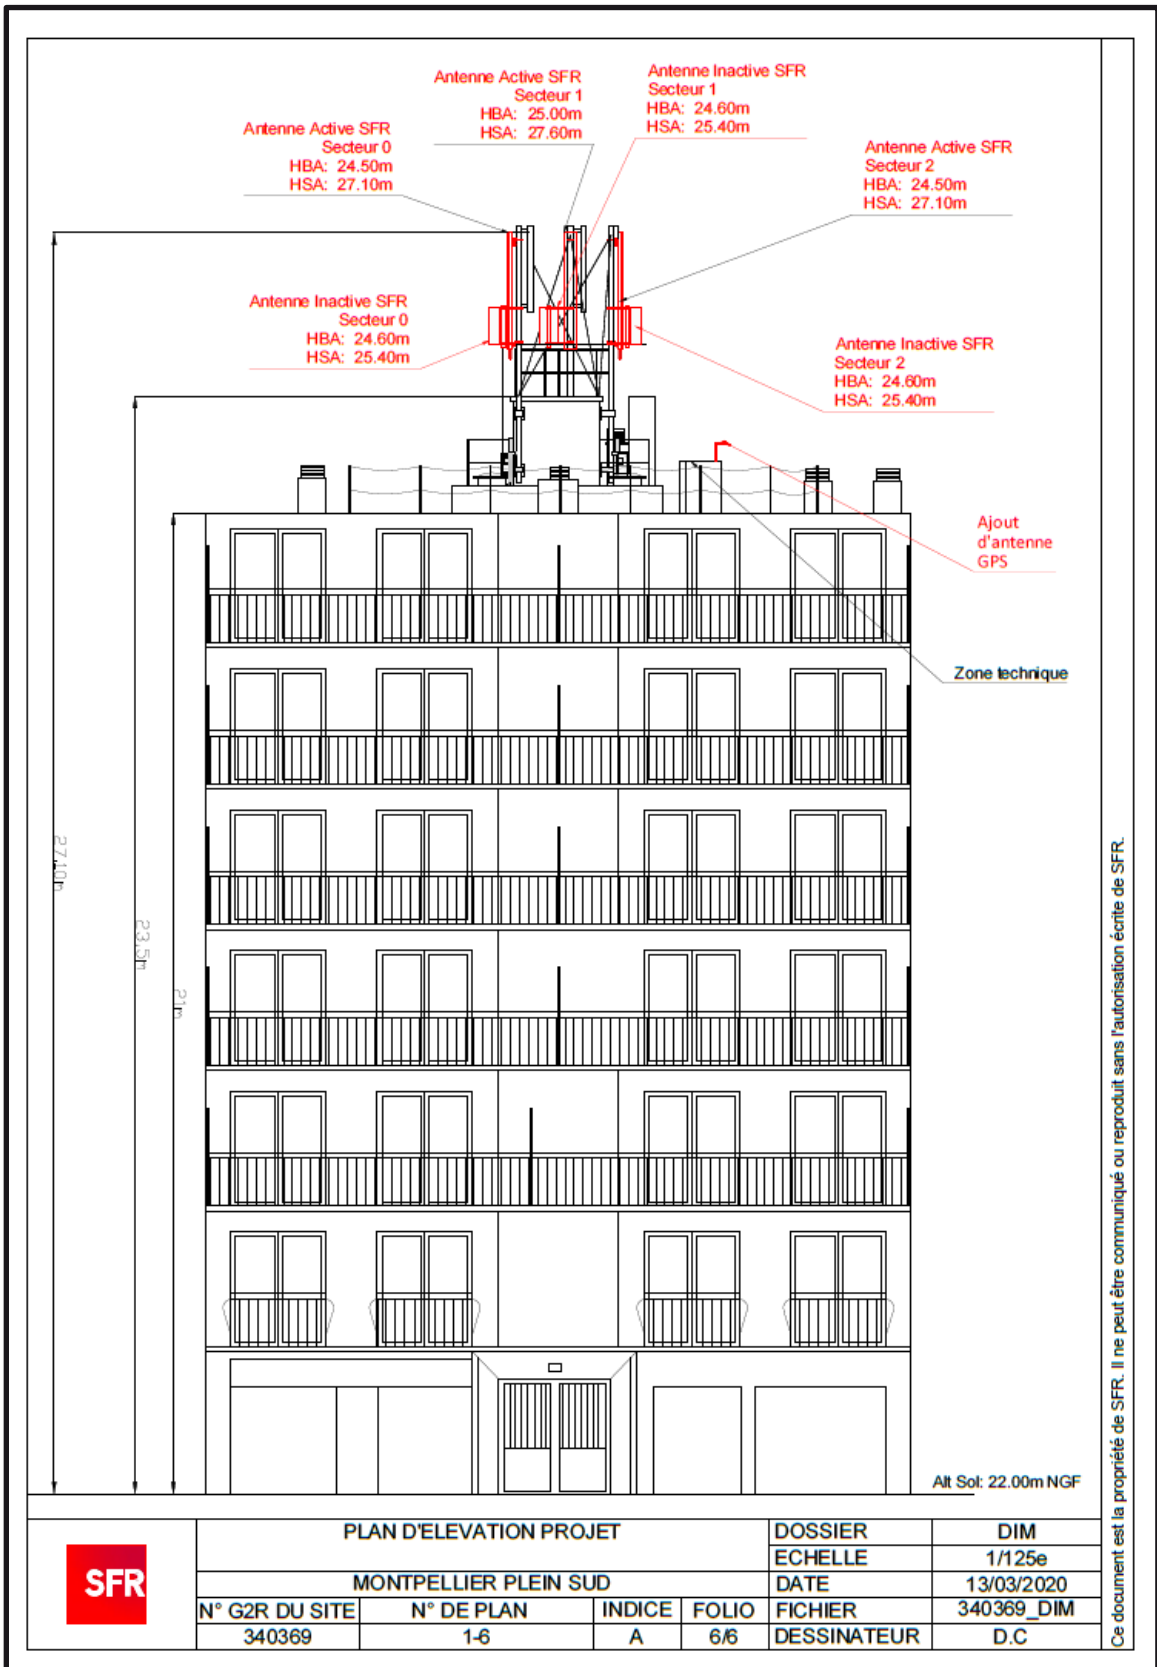 Antenne Active SFR
Secteur 1
HBA: 25.00m
HSA: 27.60m
Antenne Inactive SFR
Secteur 1
HBA: 24.60m
HSA: 25.40m
Antenne Active SFR
Secteur 0
HBA: 24.50m
HSA: 27.10m
Antenne Active SFR
Secteur 2
HBA: 24.50m
HSA: 27.10m
Antenne Inactive SFR
Secteur 0
HBA: 24.60m
HSA: 25.40m
Antenne Inactive SFR
Secteur 2
HBA: 24.60m
HSA: 25.40m
Ajout
d'antenne
GPS
Zone technique
27.10m
23.5m
21m
Alt Sol: 22.00m NGF
Ce document est la propriété de SFR. Il ne peut être communiqué ou reproduit sans l'autorisation écrite de SFR.
SFR
PLAN D'ELEVATION PROJET
MONTPELLIER PLEIN SUD
N° G2R DU SITE
N° DE PLAN
INDICE
FOLIO
340369
1-6
A
6/6
DOSSIER
DIM
ECHELLE
1/125e
DATE
13/03/2020
FICHIER
340369_DIM
DESSINATEUR
D.C